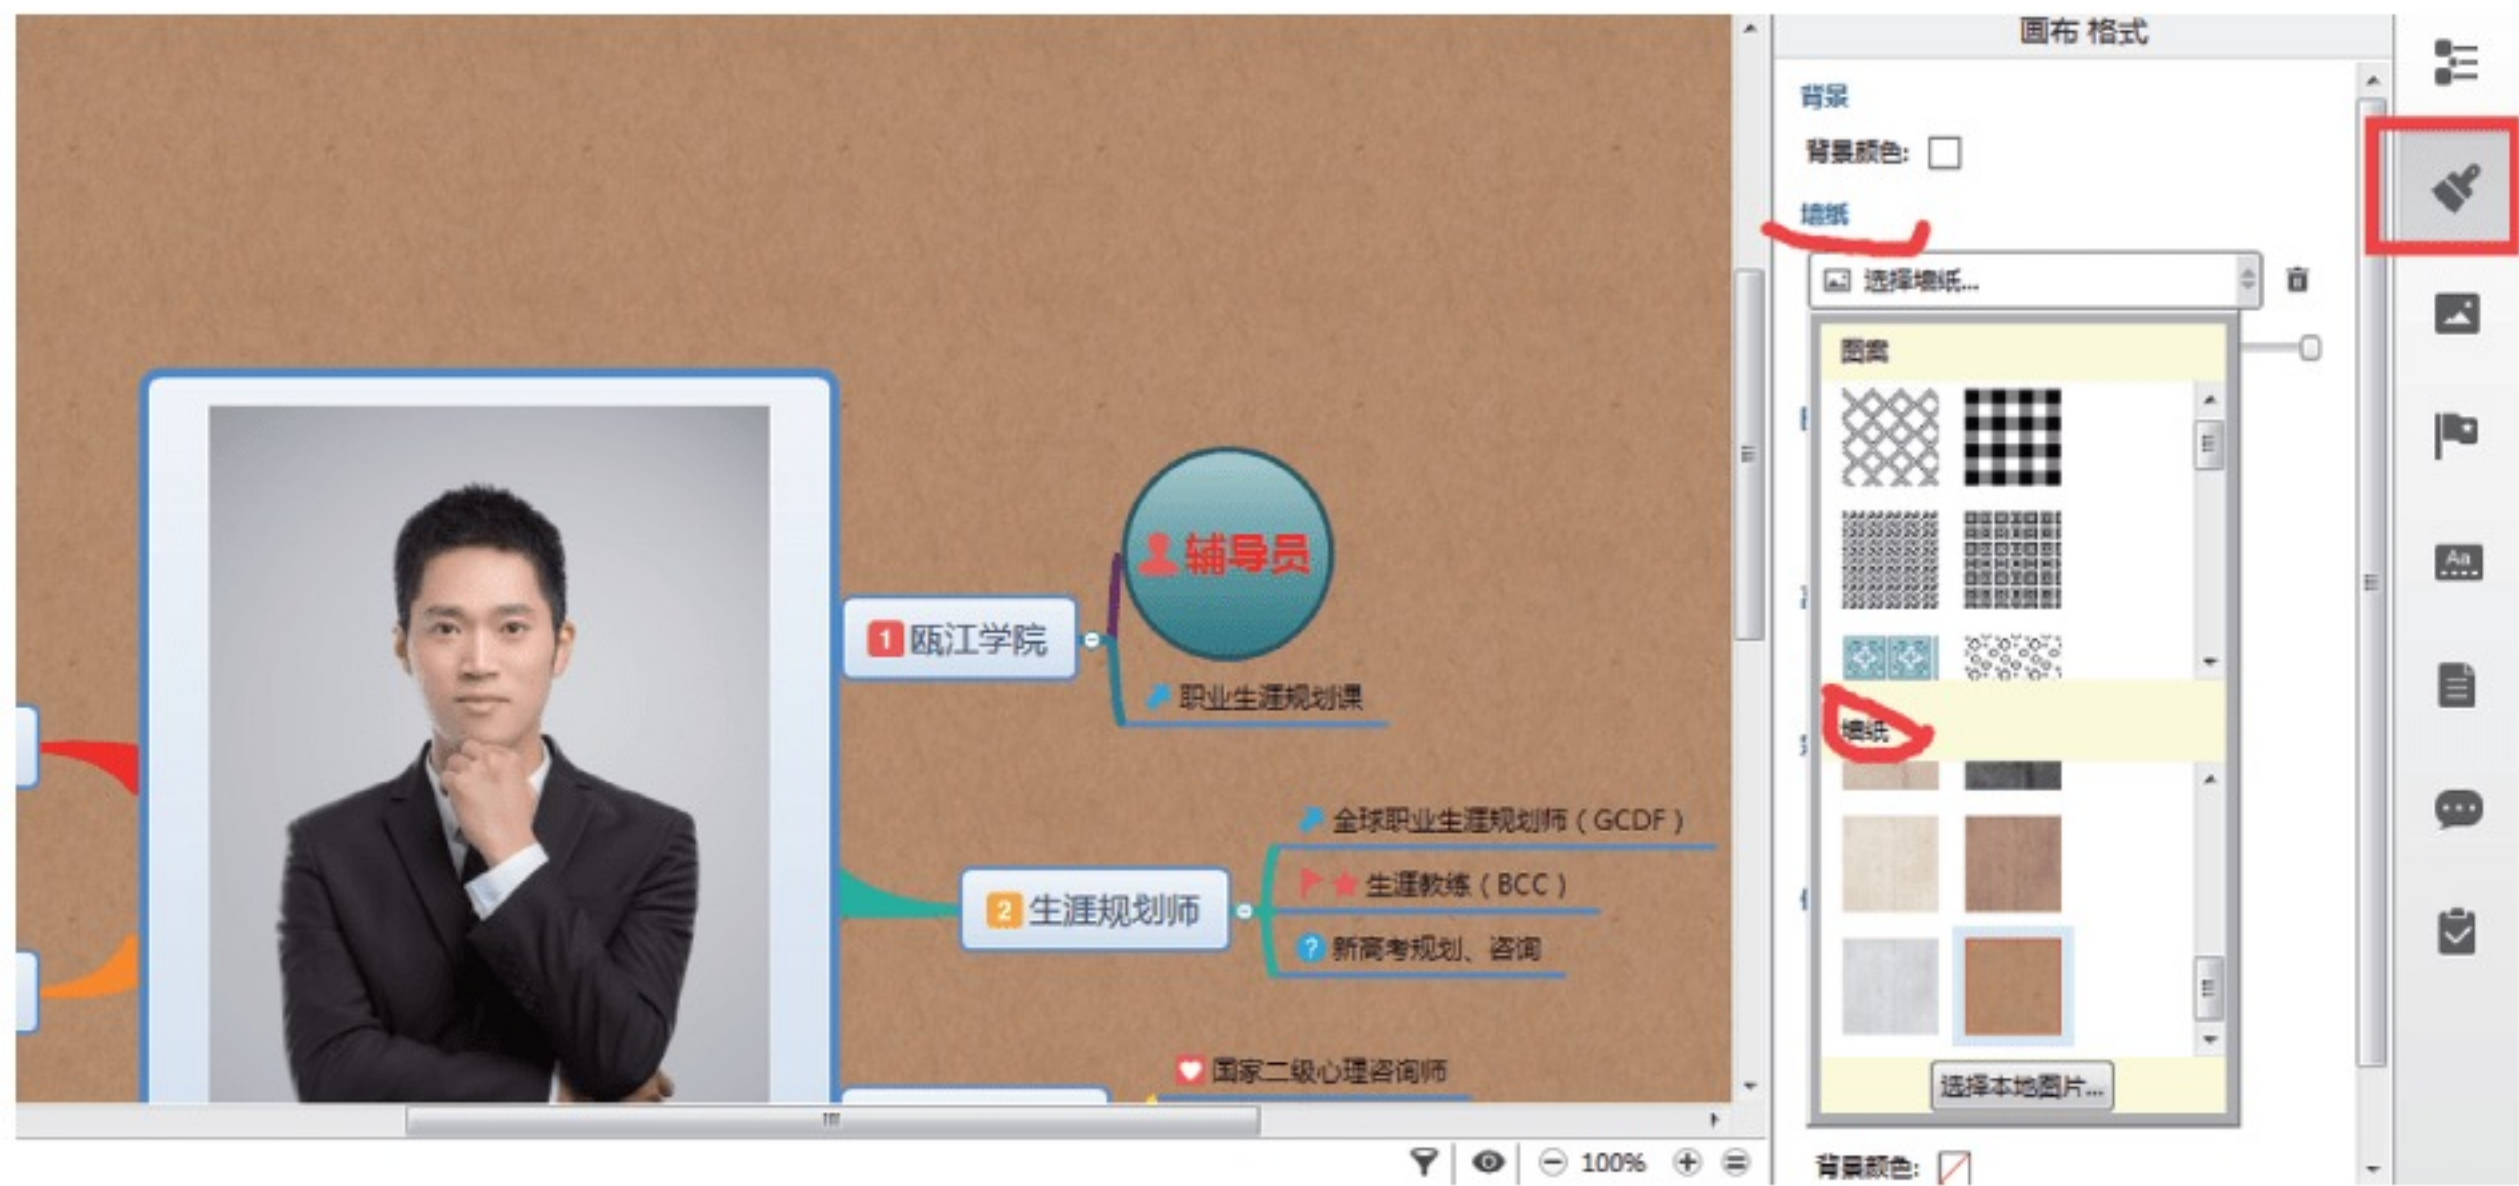 画布 格式
背景
背景颜色:
墙纸
选择墙纸...
图案
墙纸
选择本地图片...
背景颜色:
Aa
辅导员
1 瓯江学院
职业生涯规划课
全球职业生涯规划师（GCDF）
2 生涯规划师
生涯教练（BCC）
? 新高考规划、咨询
国家二级心理咨询师
100%